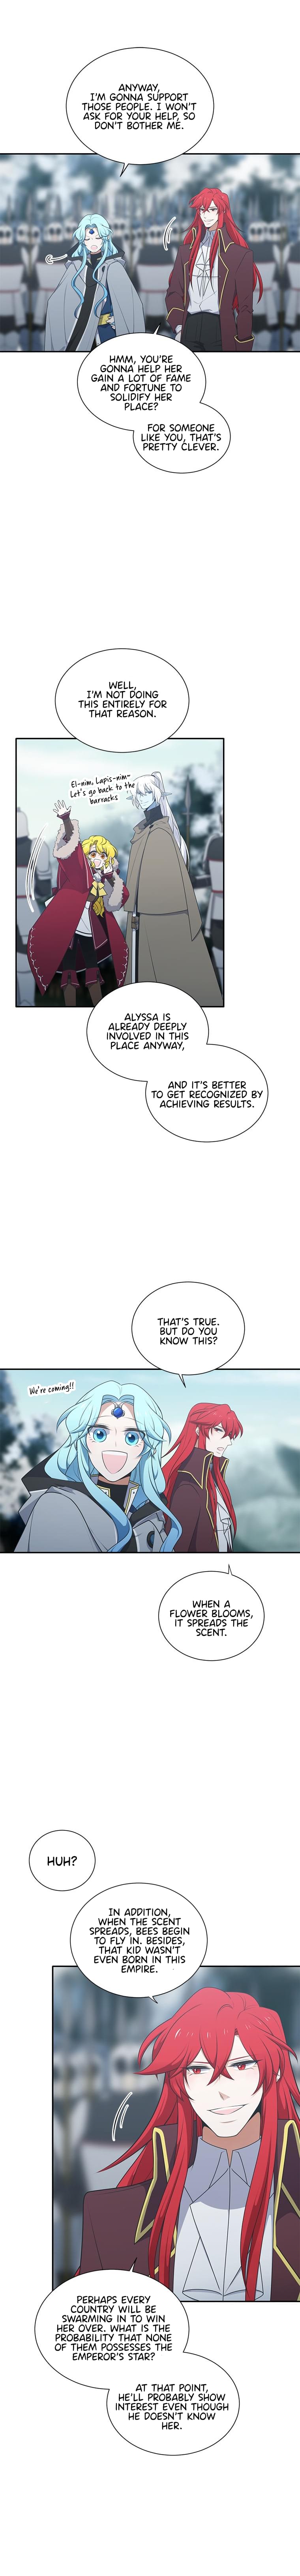 ANYWAY,
I'M GONNA SUPPORT
THOSE PEOPLE. I WON'T
ASK FOR YOUR HELP, SO
DON'T BOTHER ME.
HMM, YOU'RE
GONNA HELP HER
GAIN A LOT OF FAME
AND FORTUNE TO
SOLIDIFY HER
PLACE?
FOR SOMEONE
LIKE YOU, THAT'S
PRETTY CLEVER.
WELL,
I'M NOT DOING
THIS ENTIRELY FOR
THAT REASON.
El-nim, Lapis-nim~
Let's go back to the
barracks
ALYSSA IS
ALREADY DEEPLY
INVOLVED IN THIS
PLACE ANYWAY,
AND IT'S BETTER
TO GET RECOGNIZED BY
ACHIEVING RESULTS.
THAT'S TRUE.
BUT DO YOU
KNOW THIS?
We're coming!!
WHEN A
FLOWER BLOOMS,
IT SPREADS THE
SCENT.
HUH?
IN ADDITION,
WHEN THE SCENT
SPREADS, BEES BEGIN
TO FLY IN. BESIDES,
THAT KID WASN'T
EVEN BORN IN THIS
EMPIRE.
PERHAPS EVERY
COUNTRY WILL BE
SWARMING IN TO WIN
HER OVER. WHAT IS THE
PROBABILITY THAT NONE
OF THEM POSSESSES THE
EMPEROR'S STAR?
AT THAT POINT,
HE'LL PROBABLY SHOW
INTEREST EVEN THOUGH
HE DOESN'T KNOW
HER.